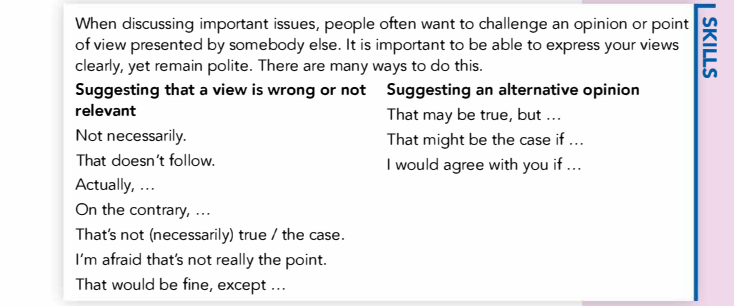 When discussing important issues, people often want to challenge an opinion or point
of view presented by somebody else. It is important to be able to express your views
clearly, yet remain polite. There are many ways to do this.
Suggesting that a view is wrong or not
relevant
Not necessarily.
That doesn't follow.
Actually, …
On the contrary, …
That's not (necessarily) true / the case.
I'm afraid that's not really the point.
That would be fine, except …
Suggesting an alternative opinion
That may be true, but …
That might be the case if …
I would agree with you if …
SKILLS